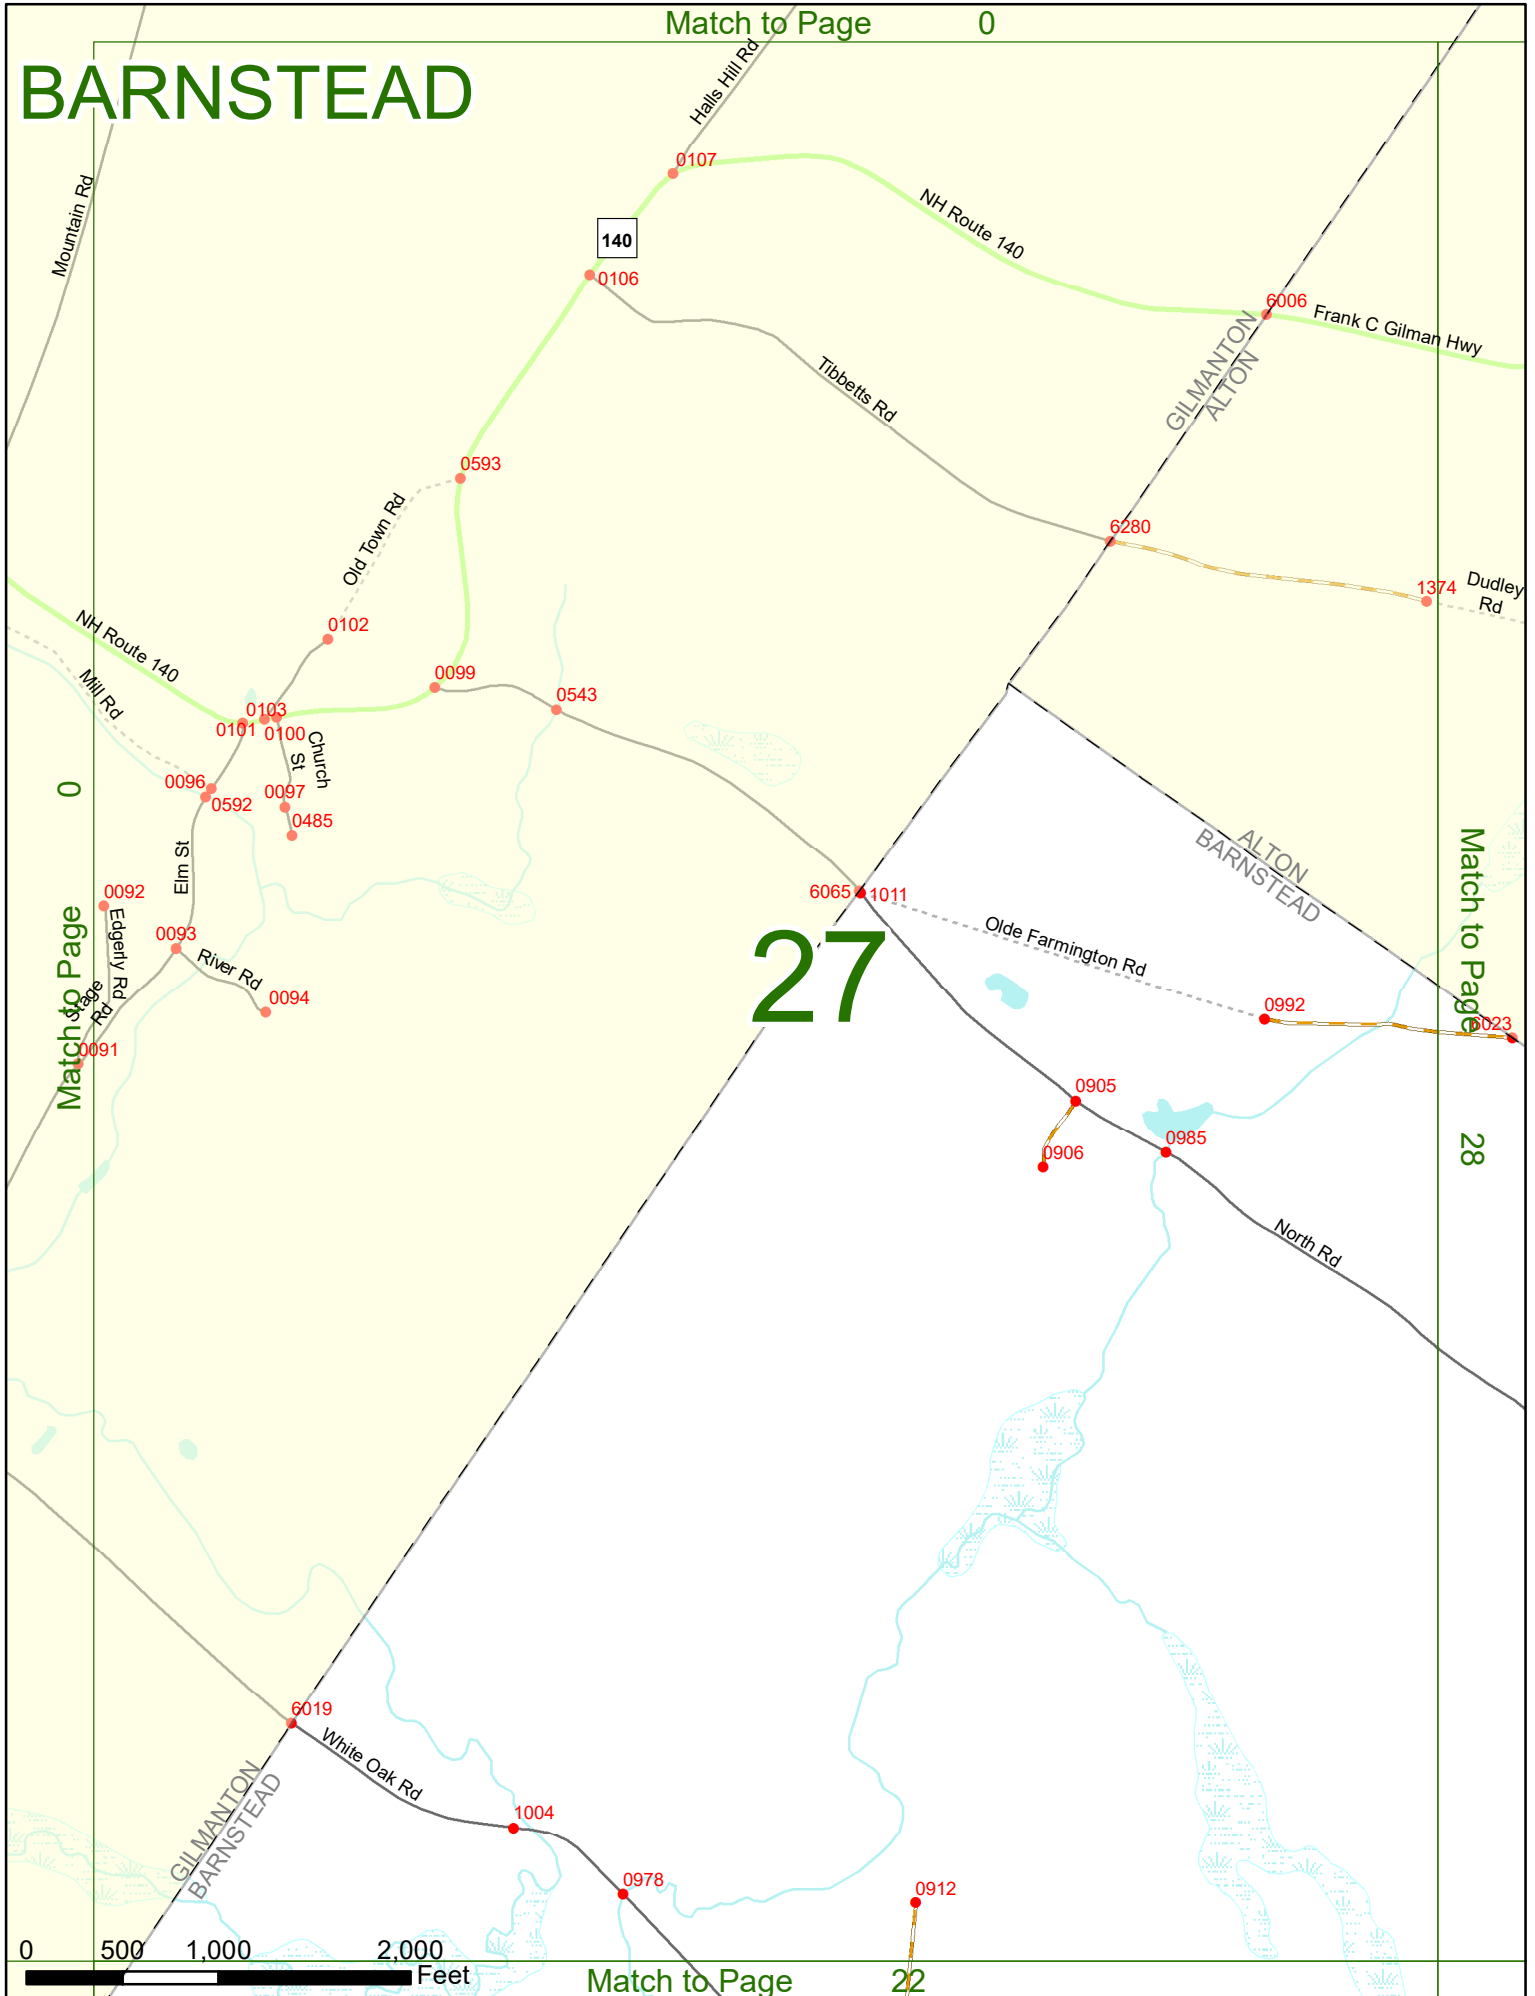 Match to Page 0
BARNSTEAD
Halls Hill Rd
0107
Mountain Rd
NH Route 140
140
0106
6006
Frank C Gilman Hwy
GILMANTON
ALTON
Tibbetts Rd
0593
Old Town Rd
6280
1374
Dudley
Rd
NH Route 140
0102
Mill Rd
0099
0543
0103
0101
0100
Church
St
0096
0592
0097
0485
0
Elm St
ALTON
BARNSTEAD
Match to Page
28
0092
Edgerly Rd
6065
1011
27
Olde Farmington Rd
0093
River Rd
0094
Stage
Rd
Match to Page
0091
0992
6023
0905
0906
0985
North Rd
6019
White Oak Rd
GILMANTON
BARNSTEAD
1004
0978
0912
0 500 1,000 2,000
Feet
Match to Page 22